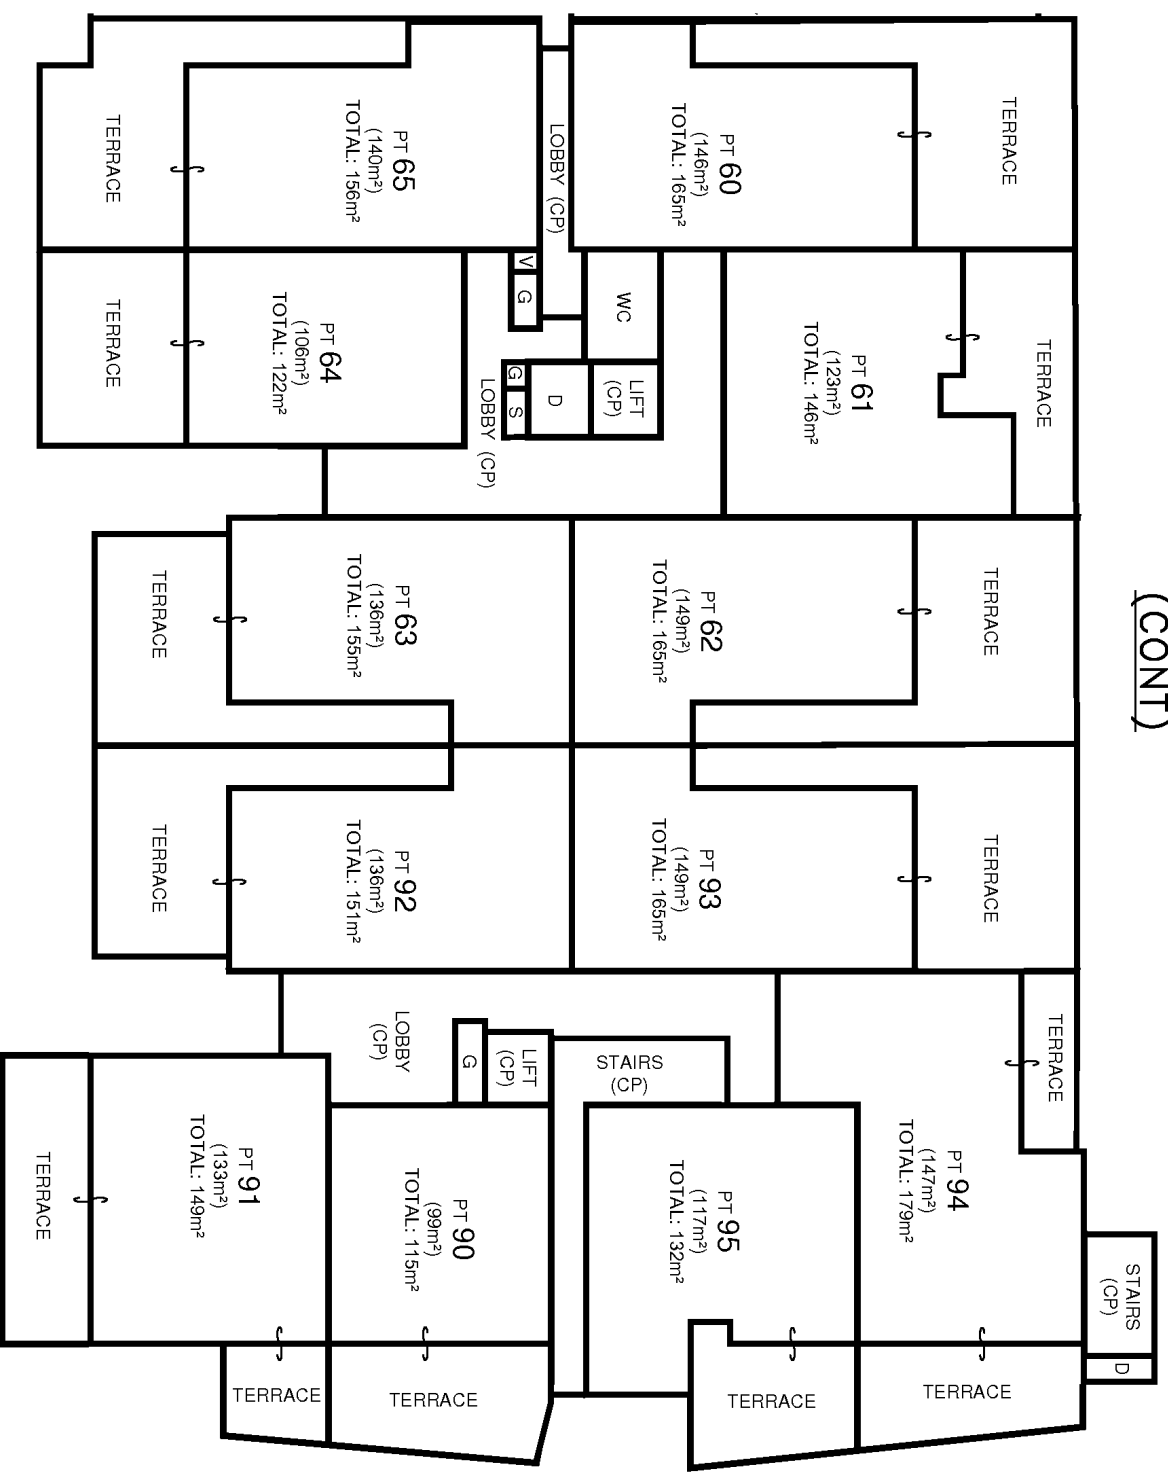 (CONT)
TERRACE
TERRACE
TERRACE
TERRACE
TERRACE
STAIRS
(CP)
D
PT 60
(146m²)
TOTAL: 165m²
PT 61
(123m²)
TOTAL: 146m²
PT 62
(149m²)
TOTAL: 165m²
PT 93
(149m²)
TOTAL: 165m²
PT 94
(147m²)
TOTAL: 179m²
TERRACE
WC
LIFT
(CP)
D
G
S
V
G
LOBBY (CP)
LOBBY (CP)
STAIRS
(CP)
PT 95
(117m²)
TOTAL: 132m²
TERRACE
LIFT
(CP)
G
LOBBY
(CP)
PT 65
(140m²)
TOTAL: 156m²
PT 64
(106m²)
TOTAL: 122m²
PT 63
(136m²)
TOTAL: 155m²
PT 92
(136m²)
TOTAL: 151m²
PT 90
(99m²)
TOTAL: 115m²
TERRACE
PT 91
(133m²)
TOTAL: 149m²
TERRACE
TERRACE
TERRACE
TERRACE
TERRACE
TERRACE